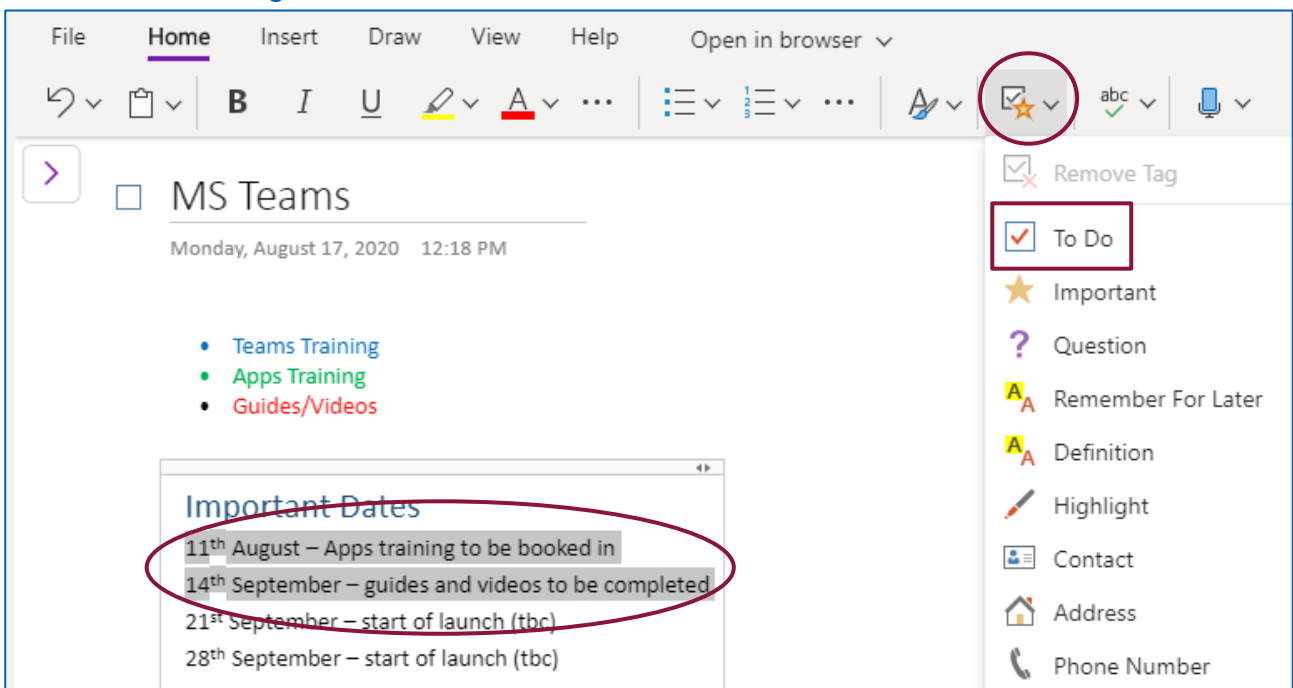 File Home Insert Draw View Help Open in browser
B I U A abc
Remove Tag
MS Teams
To Do
Monday, August 17, 2020 12:18 PM
Important
Teams Training
Question
Apps Training
Guides/Videos
Remember For Later
Definition
Important Dates
Highlight
11th August – Apps training to be booked in
Contact
14th September – guides and videos to be completed
21st September – start of launch (tbc)
Address
28th September – start of launch (tbc)
Phone Number